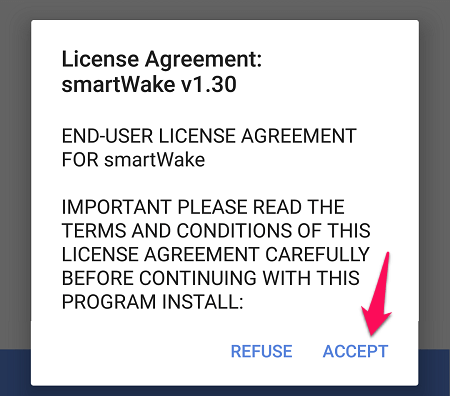 License Agreement:
smartWake v1.30
END-USER LICENSE AGREEMENT
FOR smartWake
IMPORTANT PLEASE READ THE
TERMS AND CONDITIONS OF THIS
LICENSE AGREEMENT CAREFULLY
BEFORE CONTINUING WITH THIS
PROGRAM INSTALL:
REFUSE ACCEPT